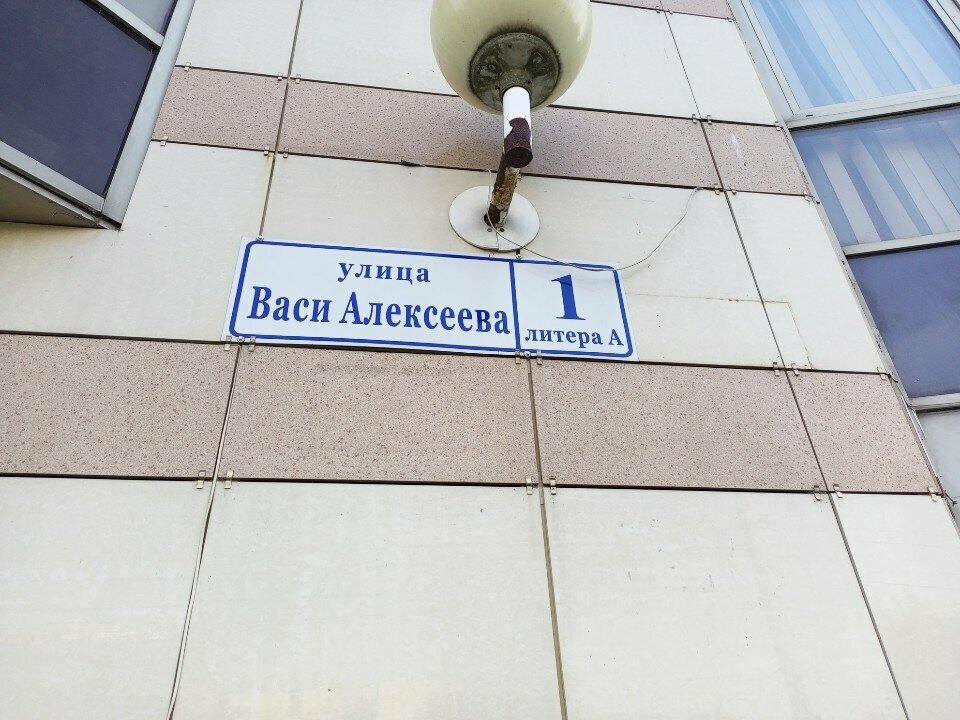 улица
Васи Алексеева
1
литера А